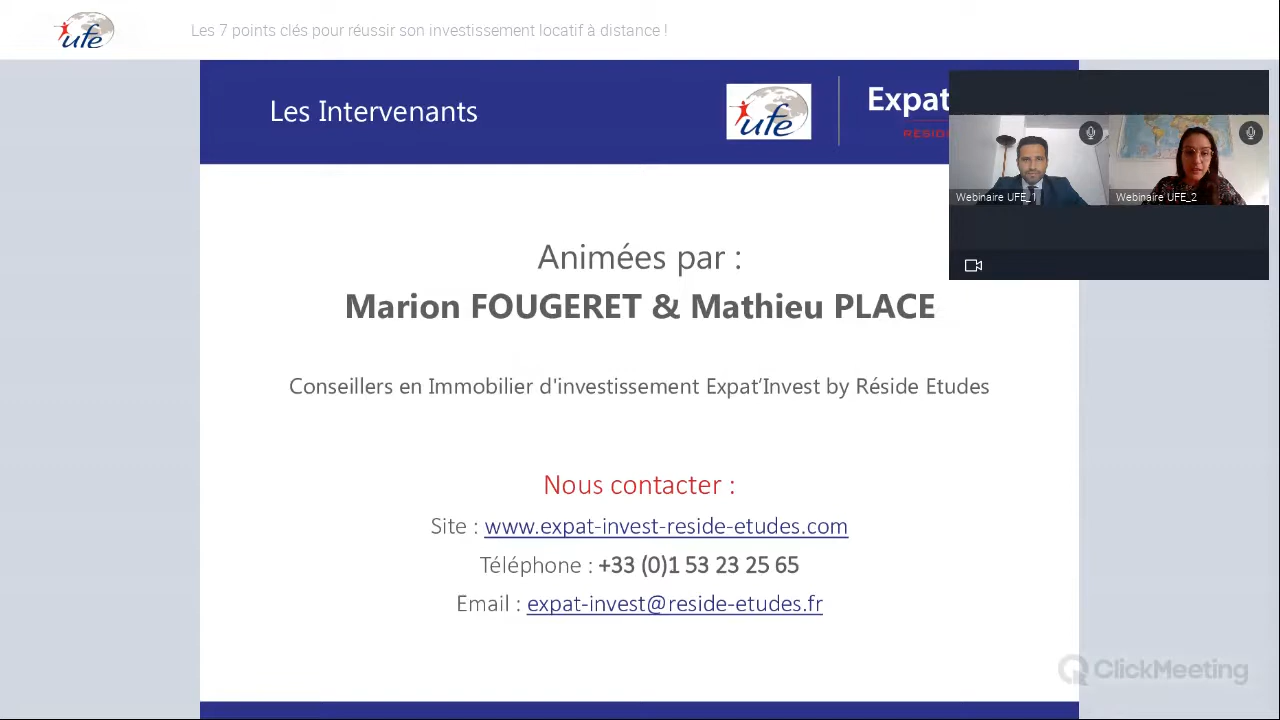 ufe
Les 7 points clés pour réussir son investissement locatif à distance !
Les Intervenants
ufe
Expat
RÉSID
Webinaire UFE_1
Webinaire UFE_2
Animées par :
Marion FOUGERET & Mathieu PLACE
Conseillers en Immobilier d'investissement Expat’Invest by Réside Etudes
Nous contacter :
Site : www.expat-invest-reside-etudes.com
Téléphone : +33 (0)1 53 23 25 65
Email : expat-invest@reside-etudes.fr
ClickMeeting